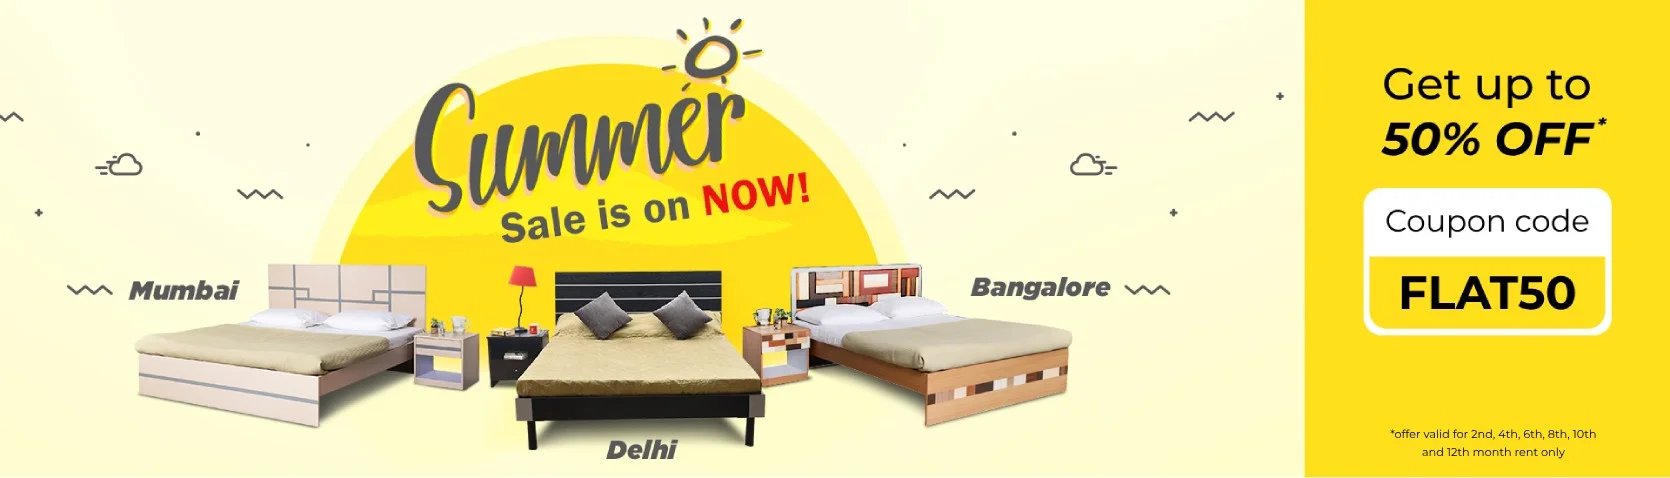 Summer
Sale is on NOW!
Mumbai
Delhi
Bangalore
Get up to
50% OFF*
Coupon code
FLAT50
*offer valid for 2nd, 4th, 6th, 8th, 10th
and 12th month rent only